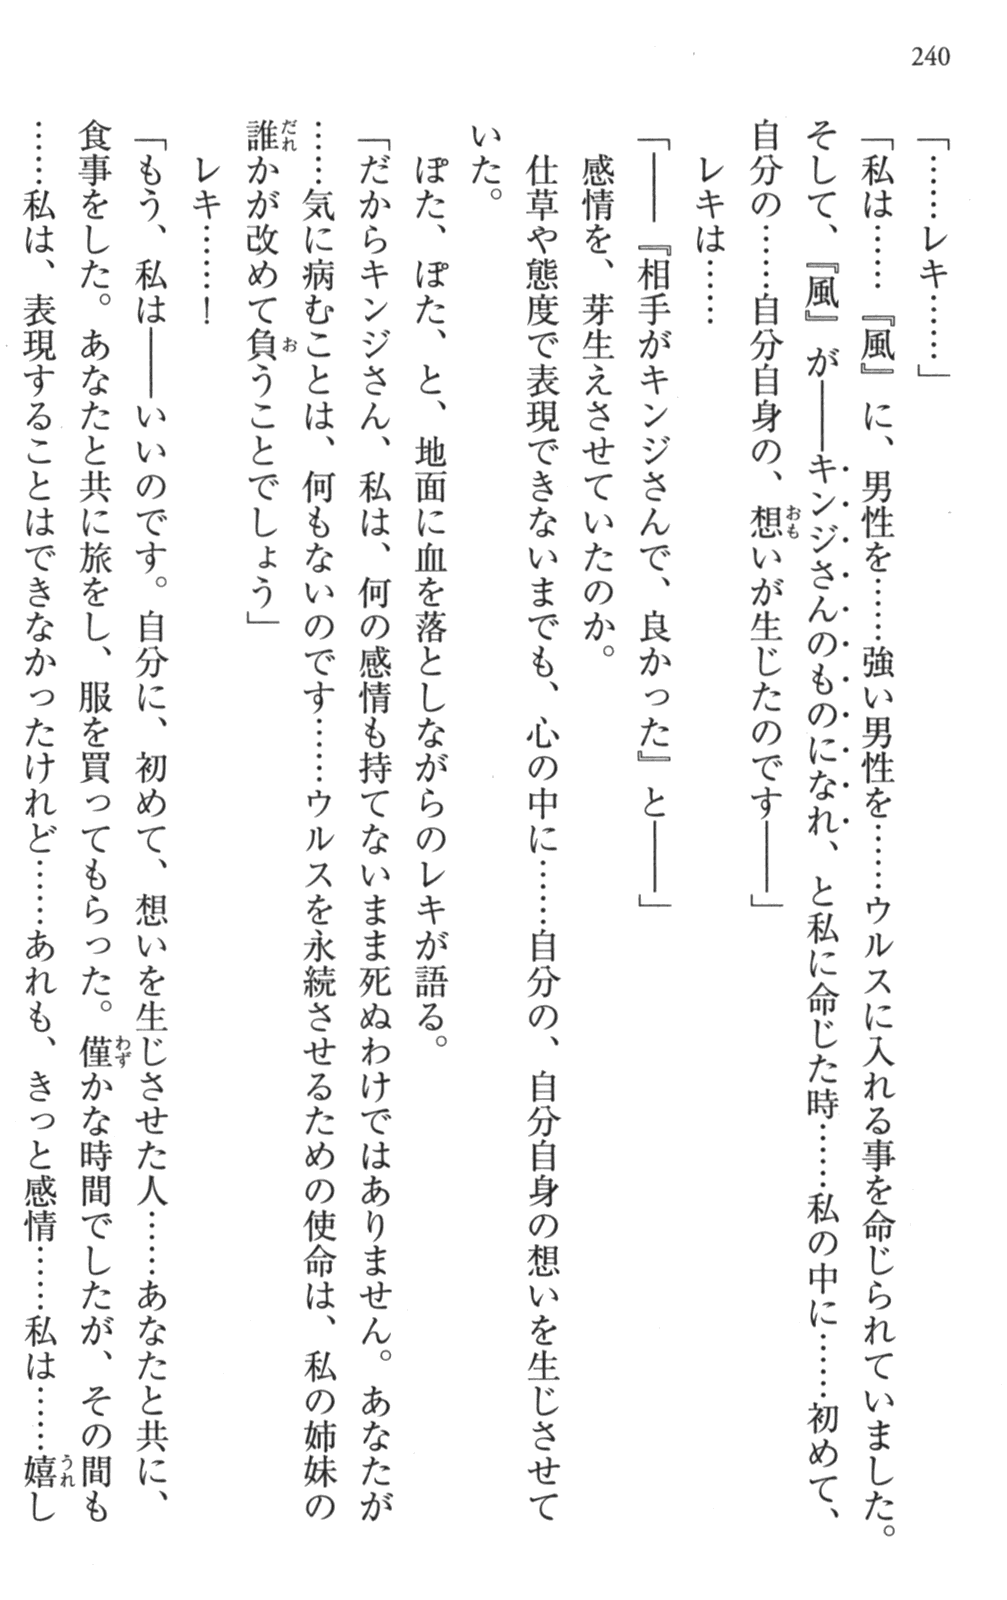 240
「……レキ……」
「私は……『風』に、男性を……強い男性を……ウルスに入れる事を命じられていました。
そして、『風』が――キンジさんのものになれ、と私に命じた時……私の中に……初めて、
自分の……自分自身の、想いが生じたのです――」
レキは……
「――『相手がキンジさんで、良かった』と――」
感情を、芽生えさせていたのか。
仕草や態度で表現できないまでも、心の中に……自分の、自分自身の想いを生じさせて
いた。
ぽた、ぽた、と、地面に血を落としながらのレキが語る。
「だからキンジさん、私は、何の感情も持てないまま死ぬわけではありません。あなたが
……気に病むことは、何もないのです……ウルスを永続させるための使命は、私の姉妹の
誰かが改めて負うことでしょう」
レキ……！
「もう、私は――いいのです。自分に、初めて、想いを生じさせた人……あなたと共に、
食事をした。あなたと共に旅をし、服を買ってもらった。僅かな時間でしたが、その間も
……私は、表現することはできなかったけれど……あれも、きっと感情……私は……嬉し